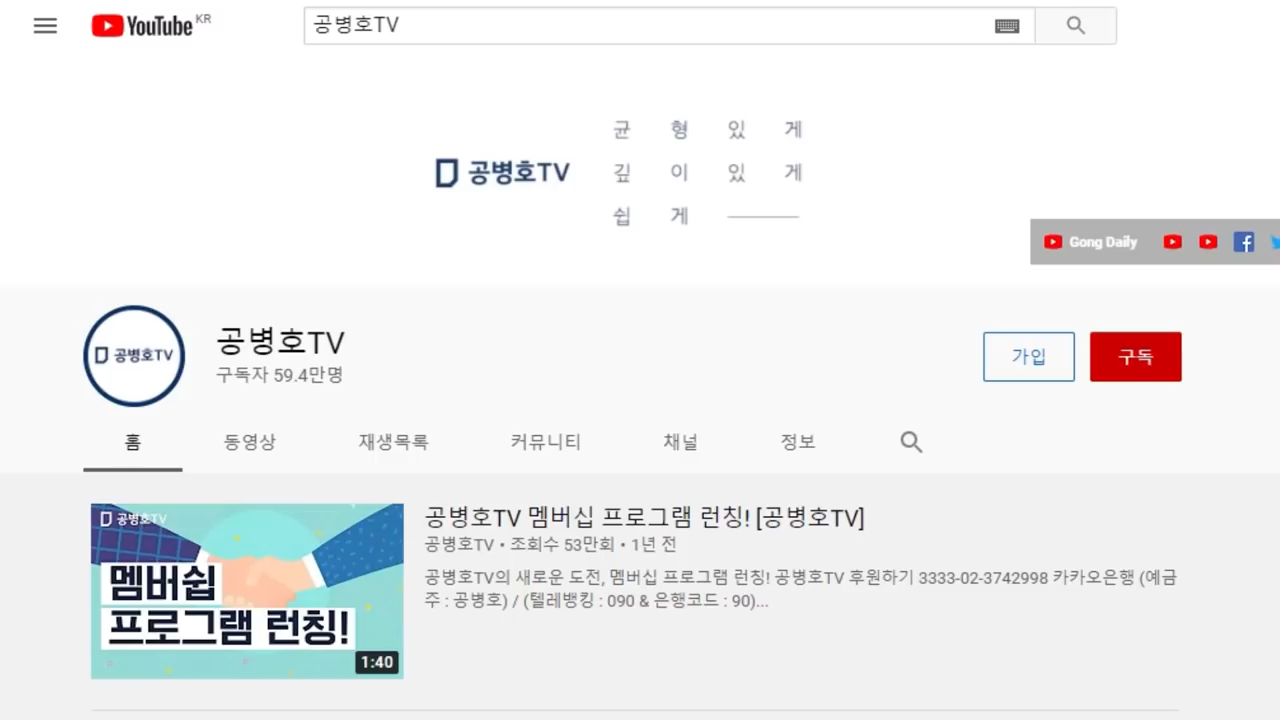 YouTube KR
공병호TV
균형있게
공병호TV
깊이있게
쉽게
Gong Daily
공병호TV
공병호TV
구독자 59.4만명
가입
구독
홈
동영상
재생목록
커뮤니티
채널
정보
공병호TV
멤버쉽
프로그램 런칭!
1:40
공병호TV 멤버십 프로그램 런칭! [공병호TV]
공병호TV • 조회수 53만회 • 1년 전
공병호TV의 새로운 도전, 멤버십 프로그램 런칭! 공병호TV 후원하기 3333-02-3742998 카카오은행 (예금
주 : 공병호) / (텔레뱅킹 : 090 & 은행코드 : 90)...